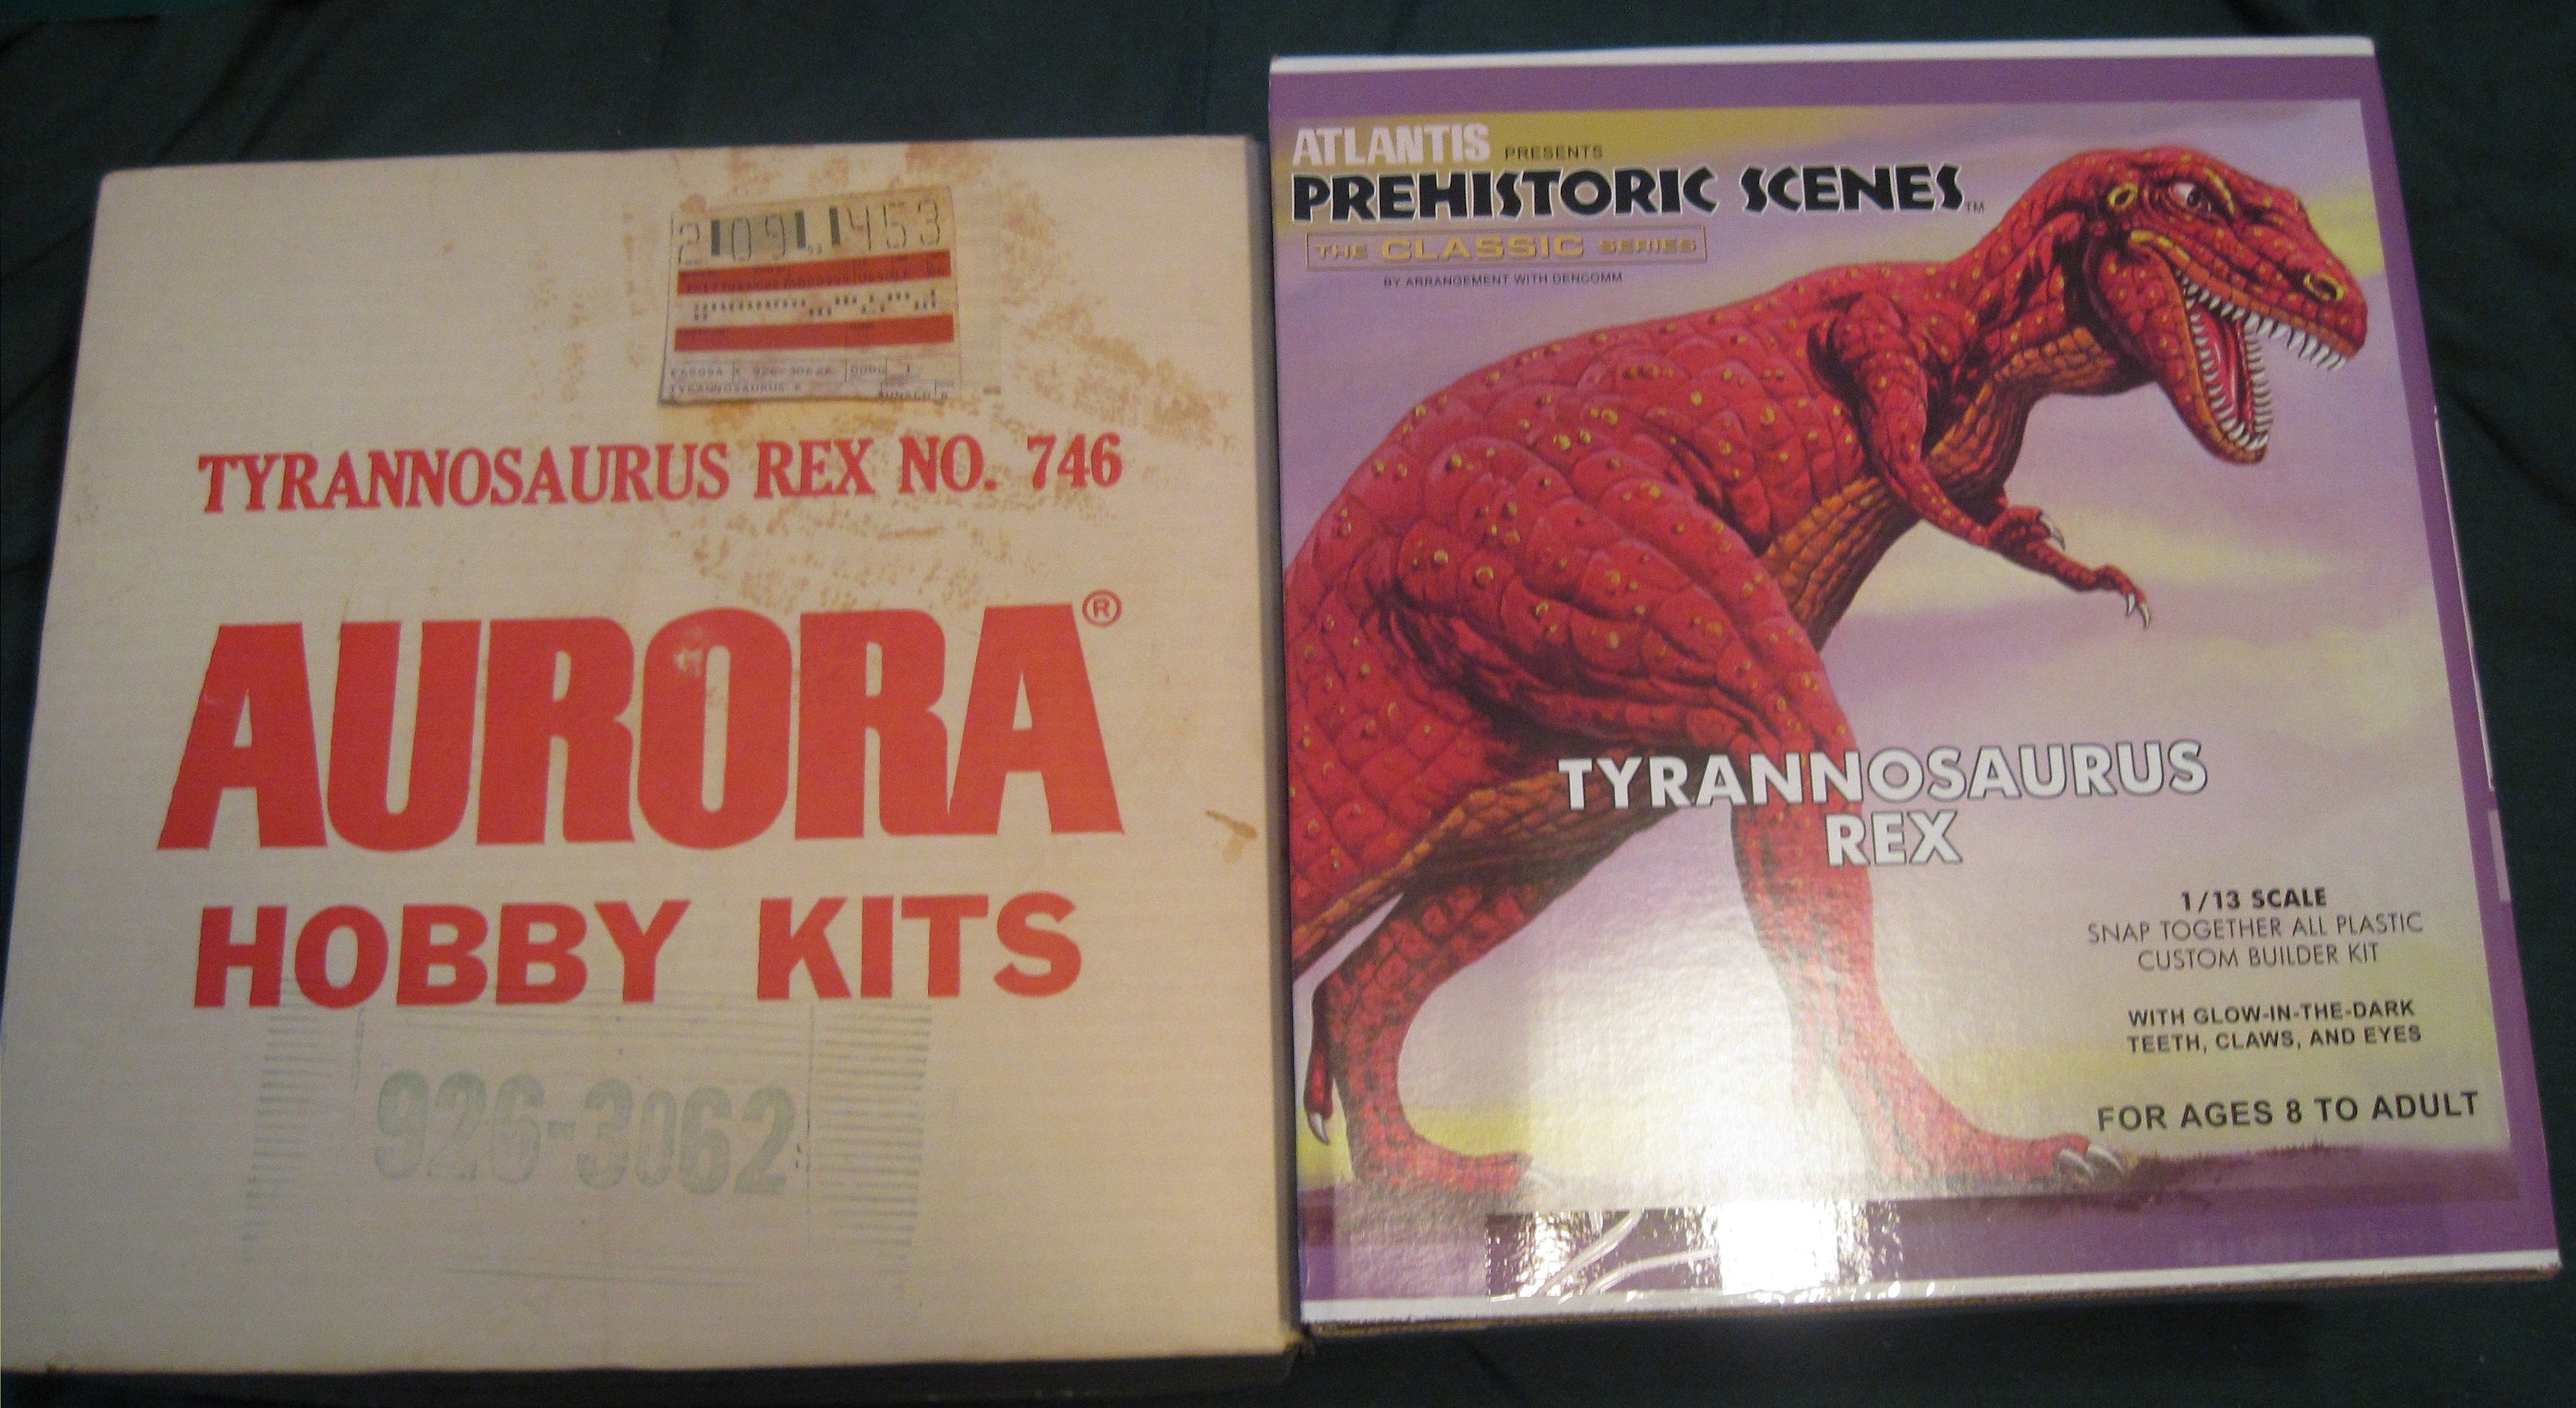 TYRANNOSAURUS REX NO. 746
AURORA®
HOBBY KITS
926-3062
ATLANTIS PRESENTS
PREHISTORIC SCENES™
THE CLASSIC SERIES
BY ARRANGEMENT WITH DENCOMM
TYRANNOSAURUS
REX
1/13 SCALE
SNAP TOGETHER ALL PLASTIC
CUSTOM BUILDER KIT
WITH GLOW-IN-THE-DARK
TEETH, CLAWS, AND EYES
FOR AGES 8 TO ADULT